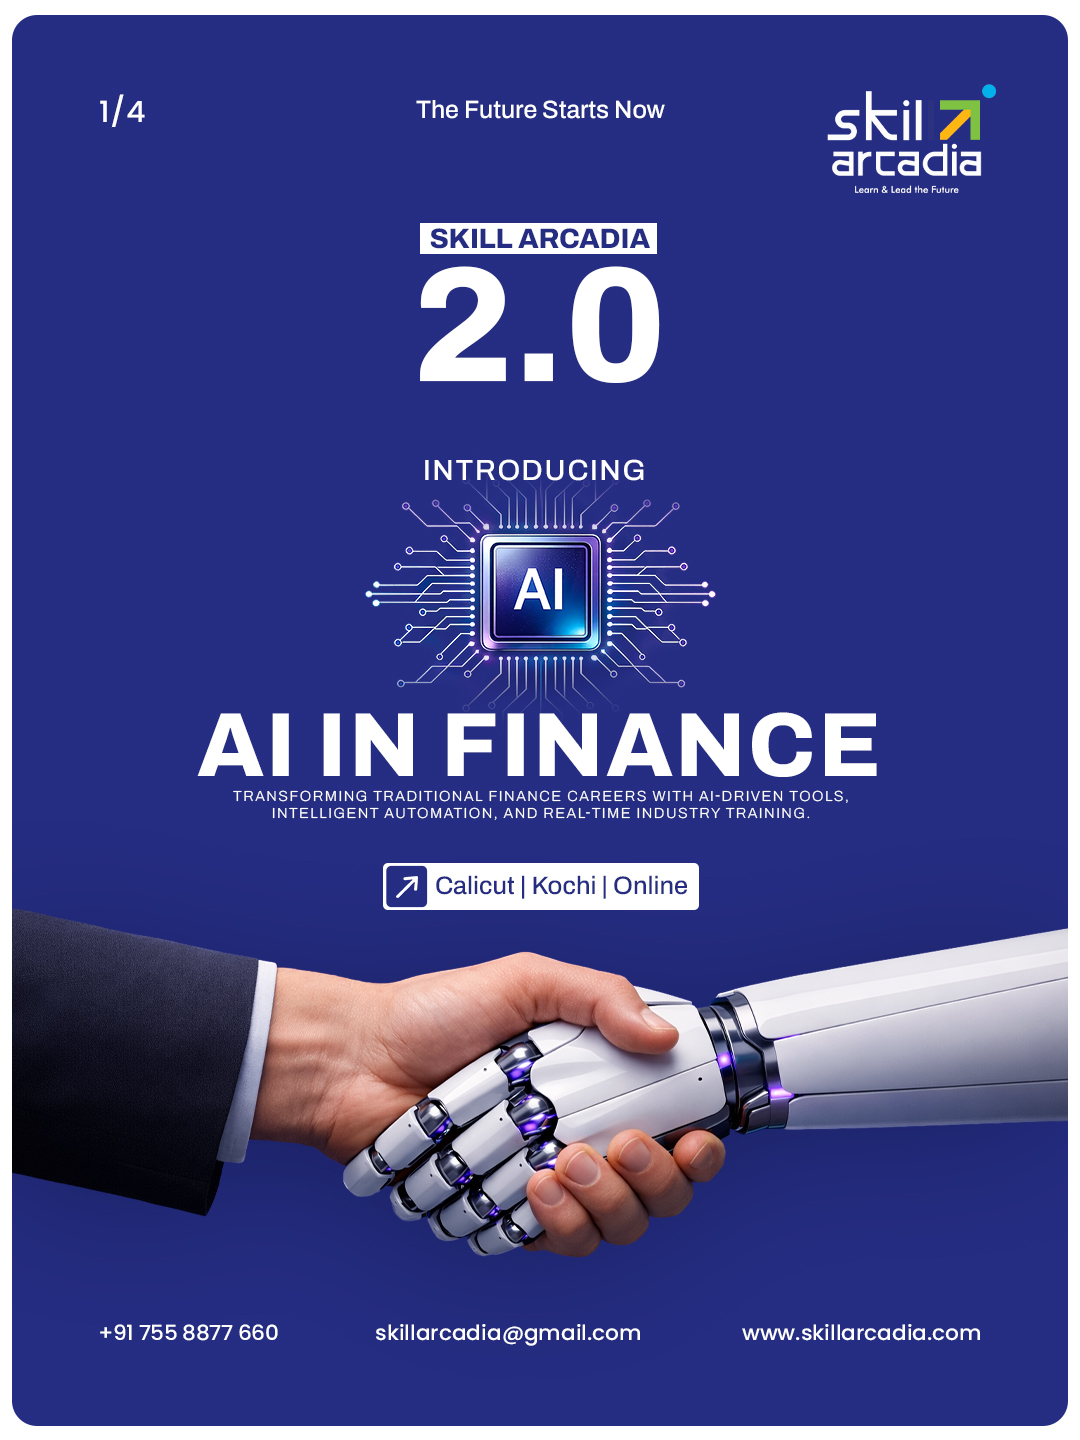 1/4
The Future Starts Now
skill
arcadia
Learn & Lead the Future
SKILL ARCADIA
2.0
INTRODUCING
AI
AI IN FINANCE
TRANSFORMING TRADITIONAL FINANCE CAREERS WITH AI-DRIVEN TOOLS,
INTELLIGENT AUTOMATION, AND REAL-TIME INDUSTRY TRAINING.
Calicut | Kochi | Online
+91 755 8877 660
skillarcadia@gmail.com
www.skillarcadia.com